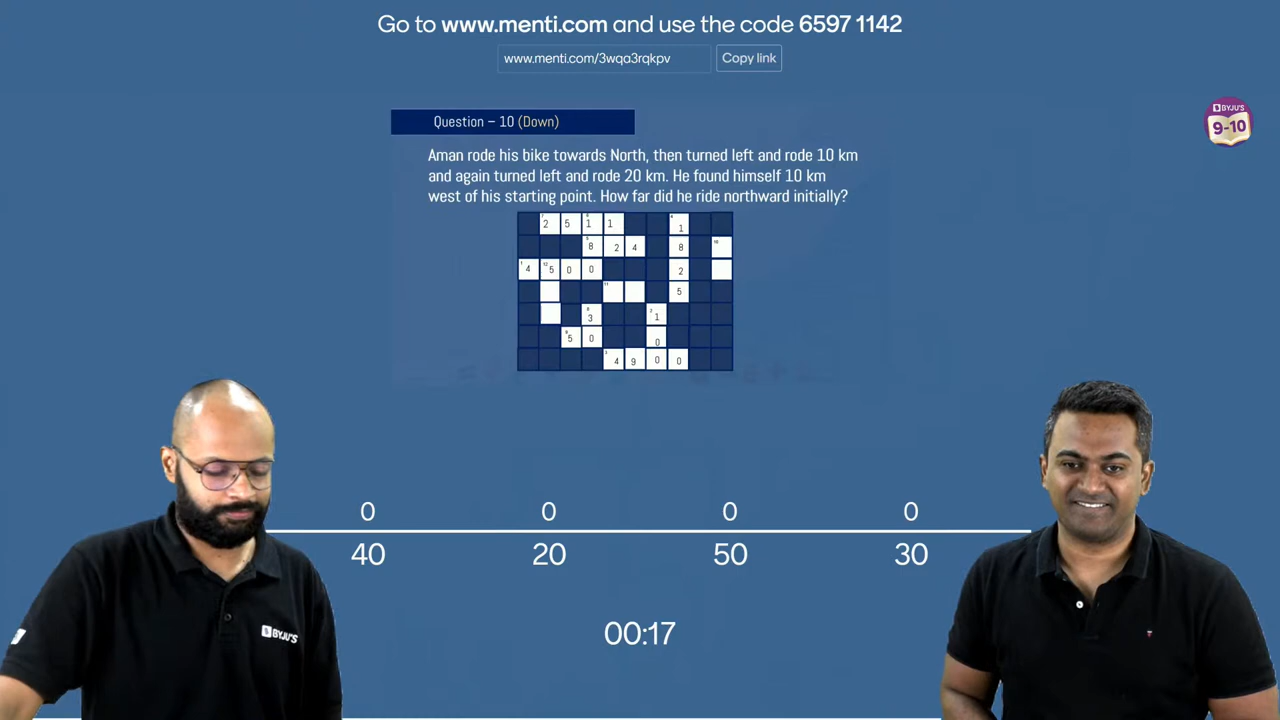 Go to www.menti.com and use the code 6597 1142
www.menti.com/3wqa3rqkpv
Copy link
BYJU'S
9-10
Question – 10 (Down)
Aman rode his bike towards North, then turned left and rode 10 km
and again turned left and rode 20 km. He found himself 10 km
west of his starting point. How far did he ride northward initially?
2 5 1 1 1
8 2 4 8 10
4 12 5 0 0 2
11 5
3 2 1
5 0 0
4 9 0 0
0 0 0 0
40 20 50 30
00:17
BYJU'S